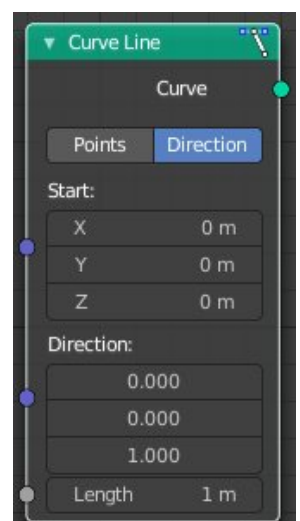 Curve Line
Curve
Points Direction
Start:
X 0 m
Y 0 m
Z 0 m
Direction:
0.000
0.000
1.000
Length 1 m